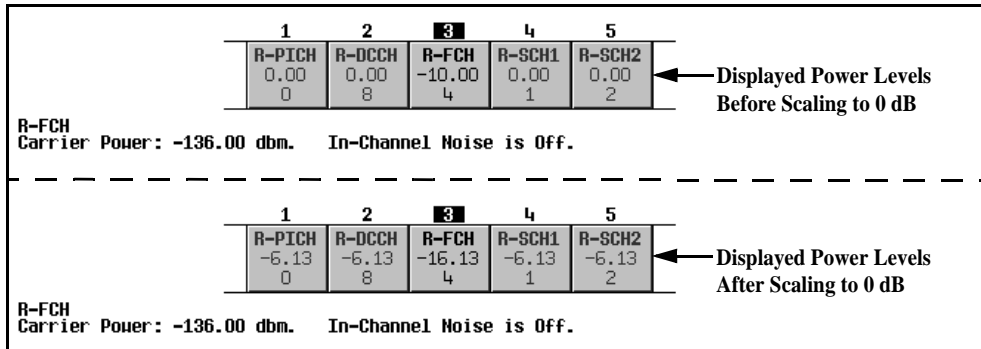 1 2 3 4 5
R-PICH R-DCCH R-FCH R-SCH1 R-SCH2
0.00 0.00 -10.00 0.00 0.00
0 8 4 1 2
Displayed Power Levels
Before Scaling to 0 dB
R-FCH
Carrier Power: -136.00 dbm. In-Channel Noise is Off.
1 2 3 4 5
R-PICH R-DCCH R-FCH R-SCH1 R-SCH2
-6.13 -6.13 -16.13 -6.13 -6.13
0 8 4 1 2
Displayed Power Levels
After Scaling to 0 dB
R-FCH
Carrier Power: -136.00 dbm. In-Channel Noise is Off.